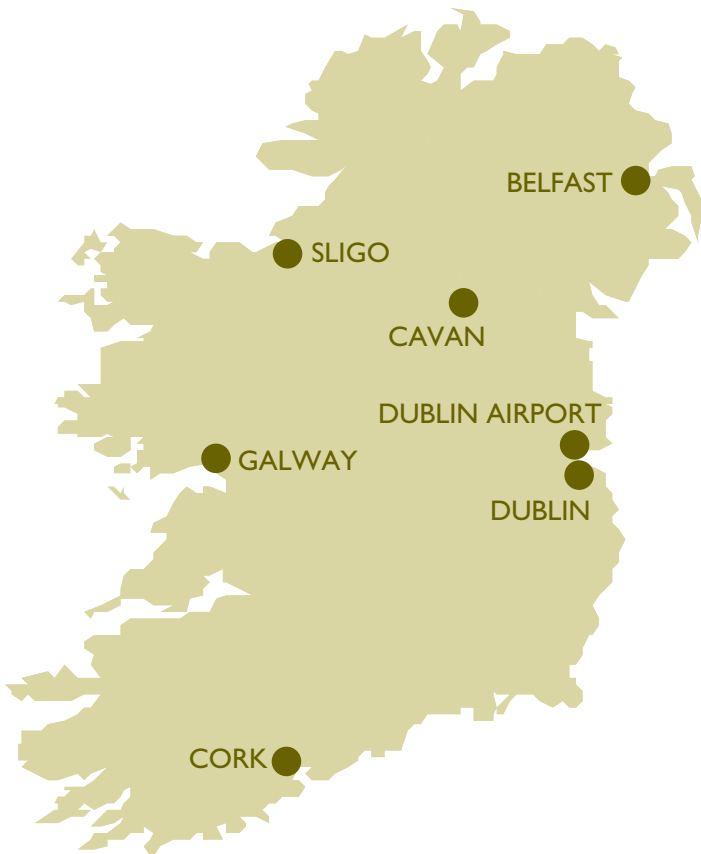 BELFAST
SLIGO
CAVAN
DUBLIN AIRPORT
GALWAY
DUBLIN
CORK